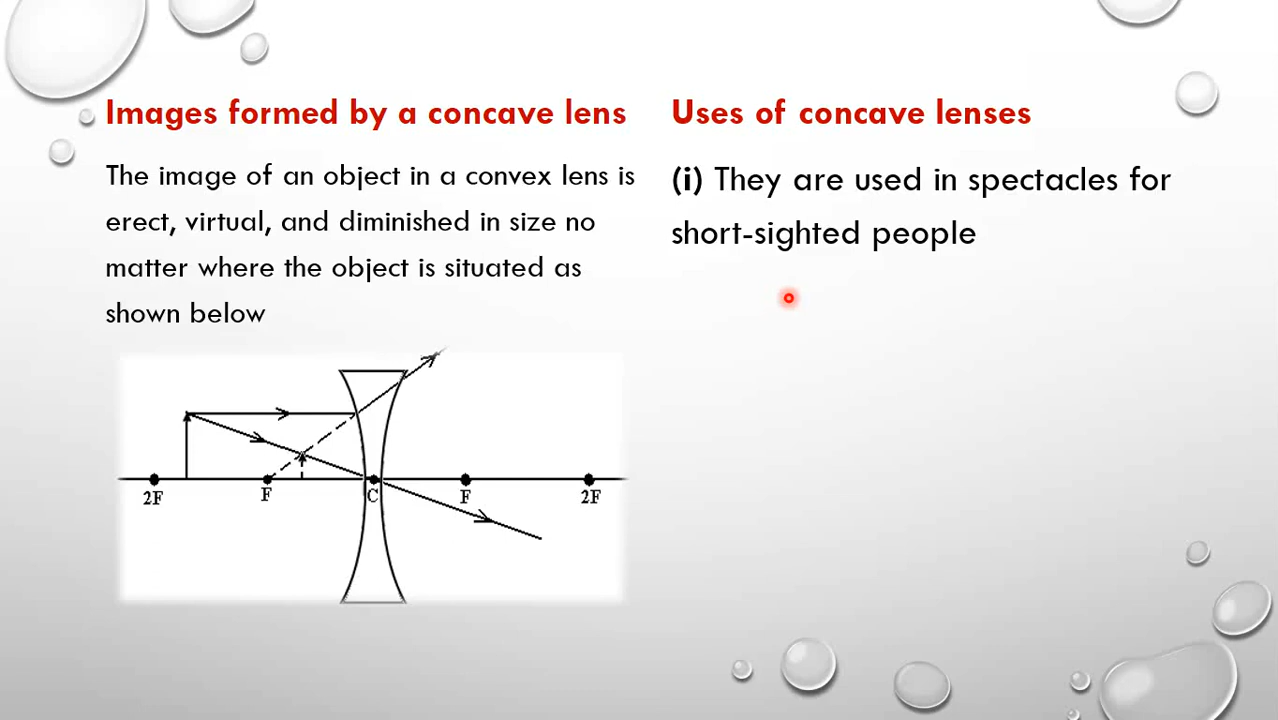 Images formed by a concave lens
The image of an object in a convex lens is
erect, virtual, and diminished in size no
matter where the object is situated as
shown below
2F
F
C
F
2F
Uses of concave lenses
(i) They are used in spectacles for
short-sighted people